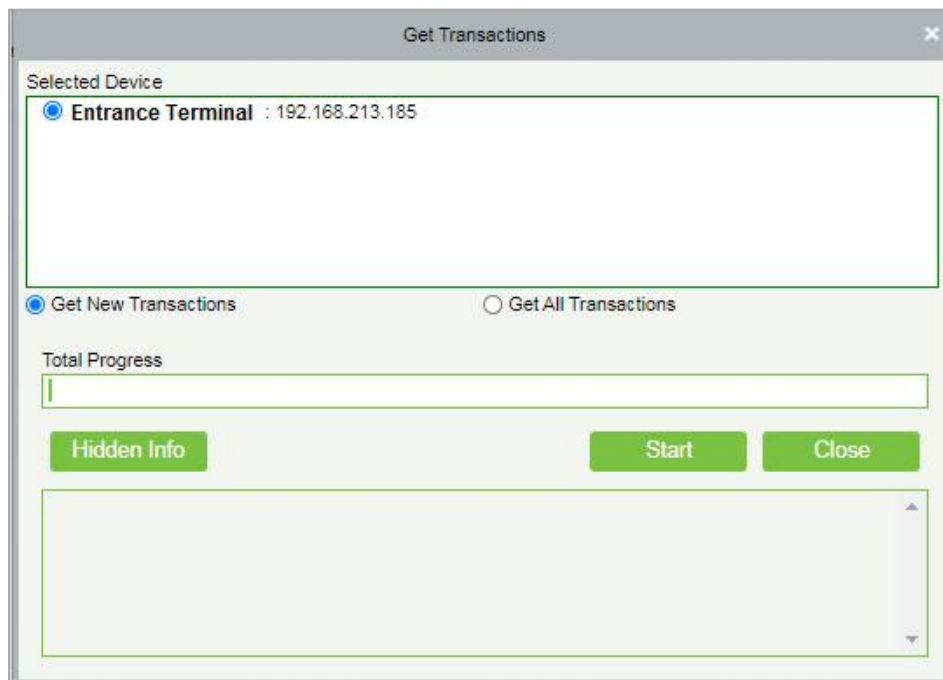 Get Transactions
Selected Device
Entrance Terminal : 192.168.213.185
Get New Transactions Get All Transactions
Total Progress
Hidden Info Start Close